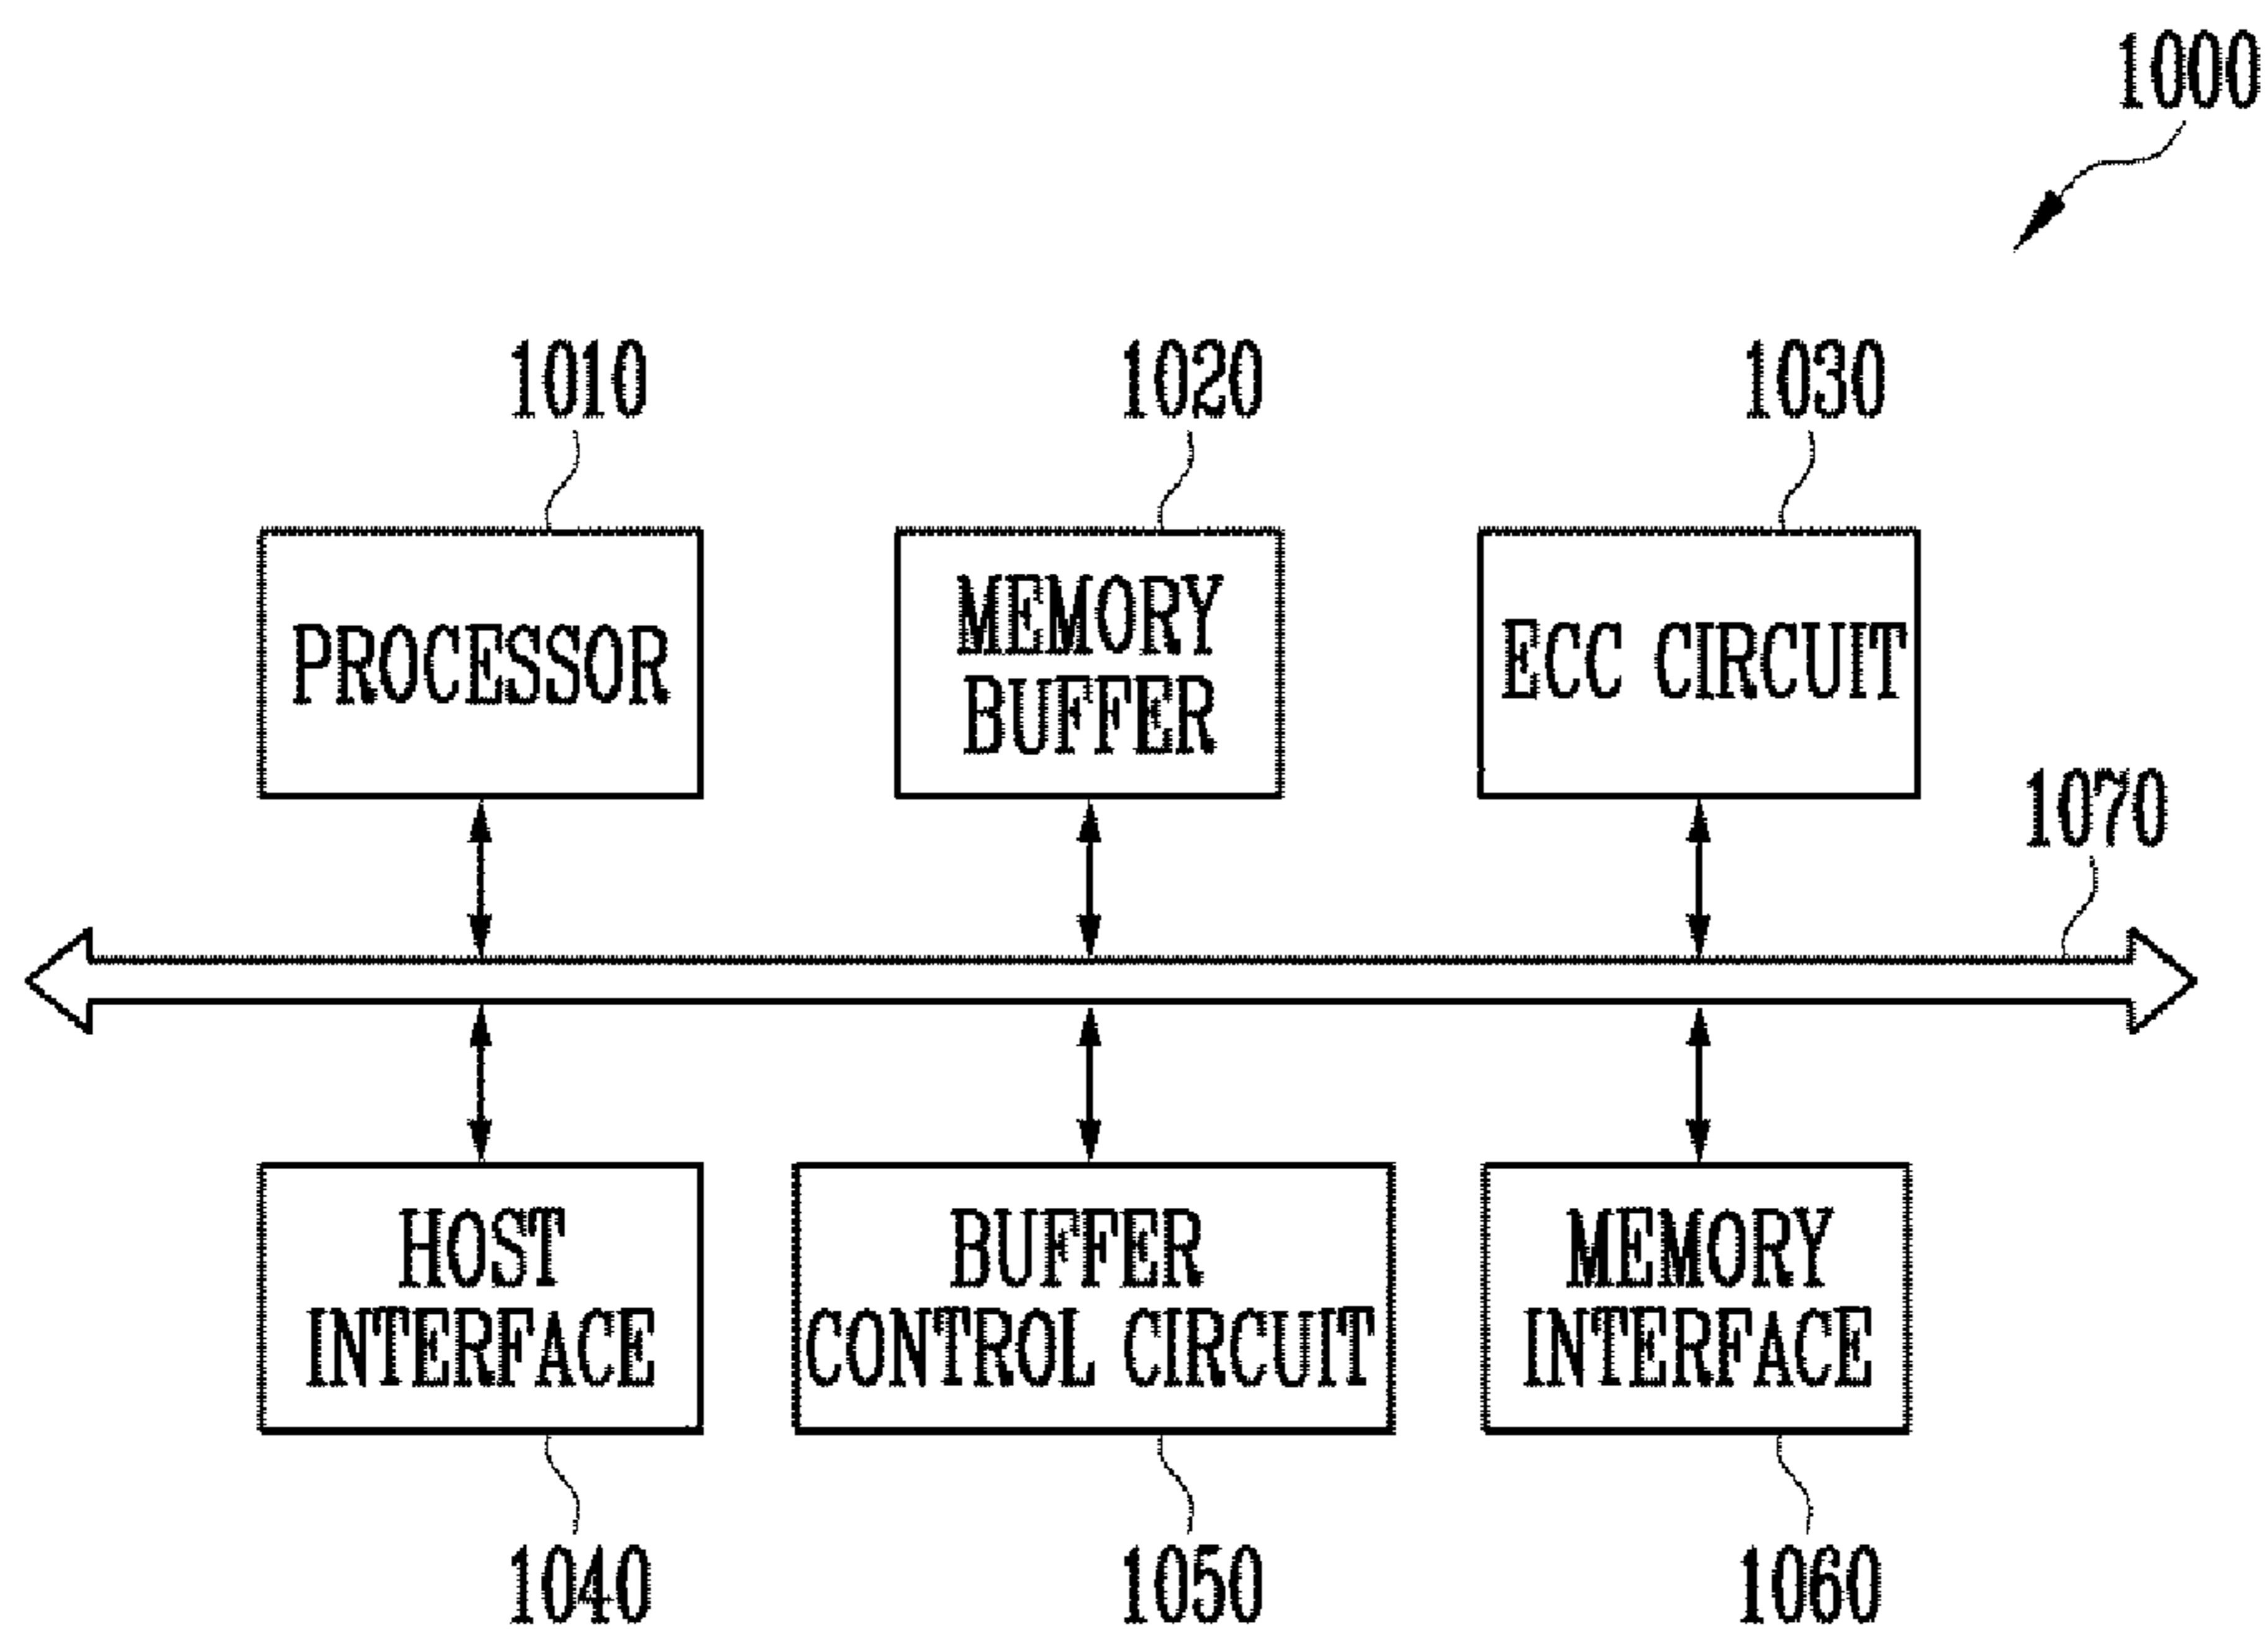 1000
1010
1020
1030
PROCESSOR
MEMORY
BUFFER
ECC CIRCUIT
1070
HOST
INTERFACE
BUFFER
CONTROL CIRCUIT
MEMORY
INTERFACE
1040
1050
1060